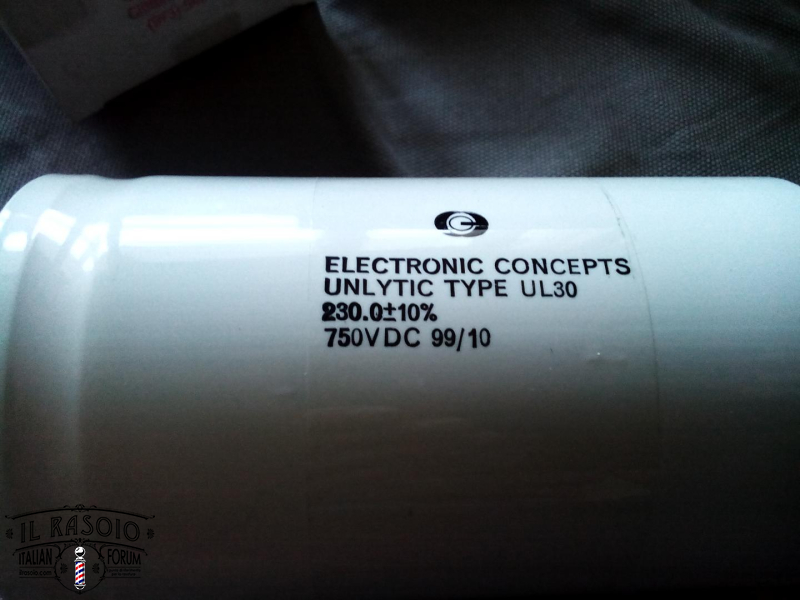 ELECTRONIC CONCEPTS
UNLYTIC TYPE UL30
230.0±10%
750VDC 99/10
IL RASOIO
ITALIAN FORUM